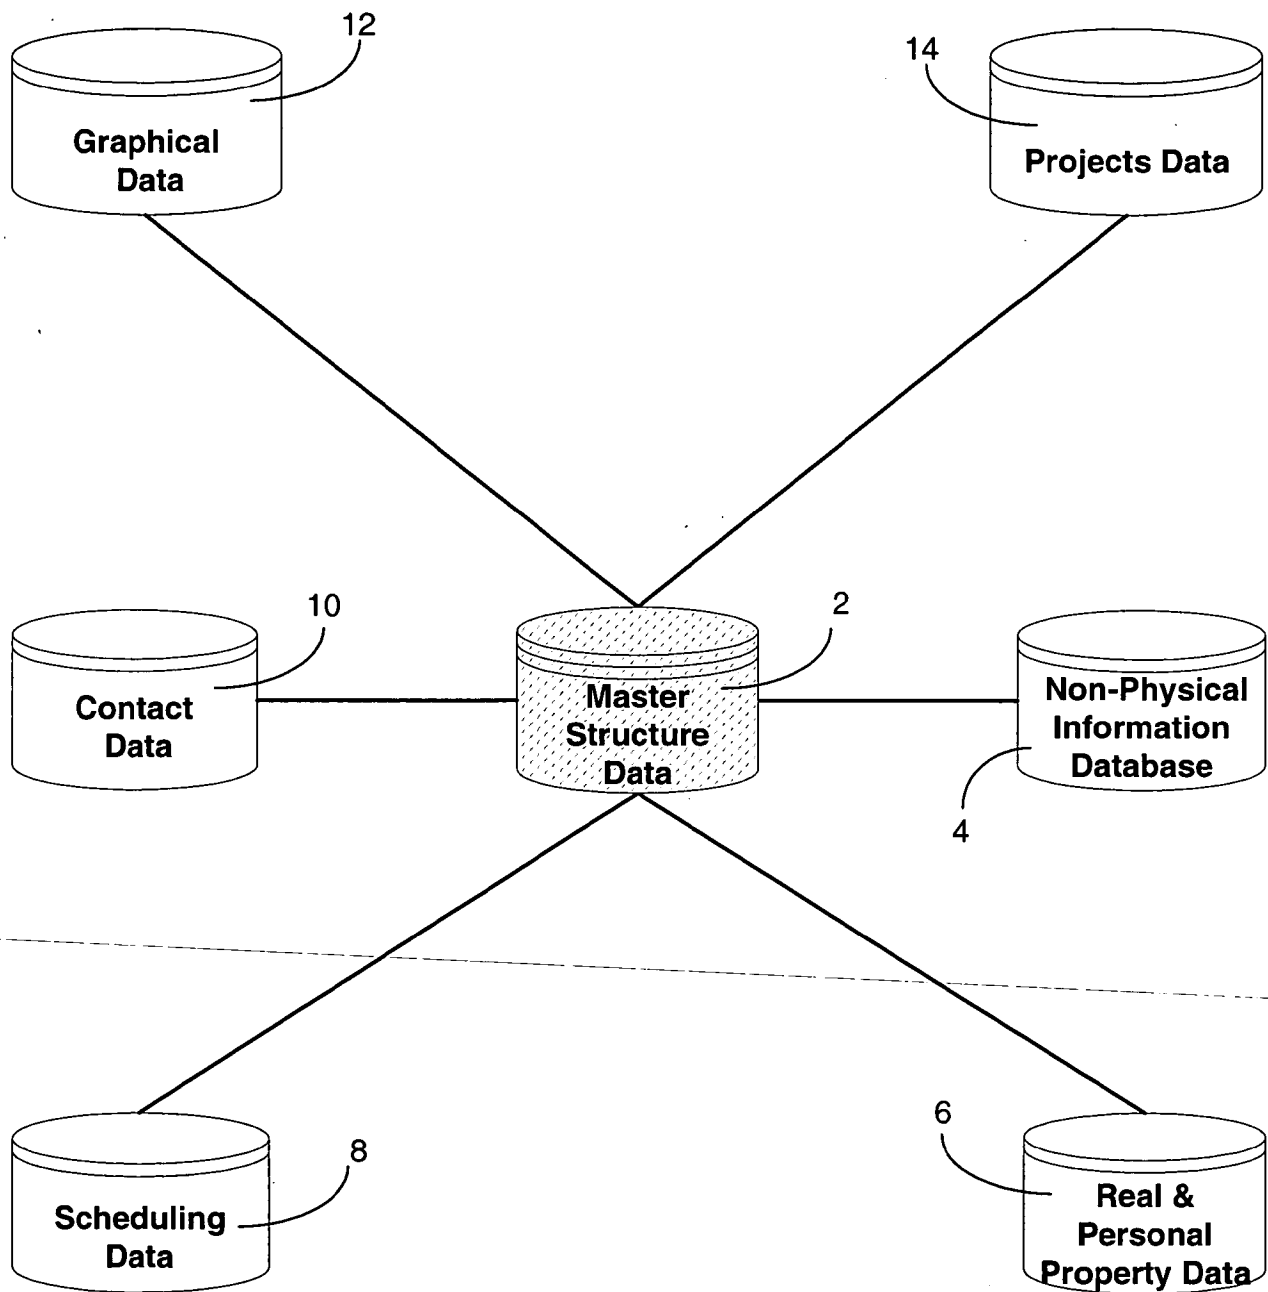 12
14
Graphical
Data
Projects Data
10
2
Contact
Data
Master
Structure
Data
Non-Physical
Information
Database
4
8
6
Scheduling
Data
Real &
Personal
Property Data